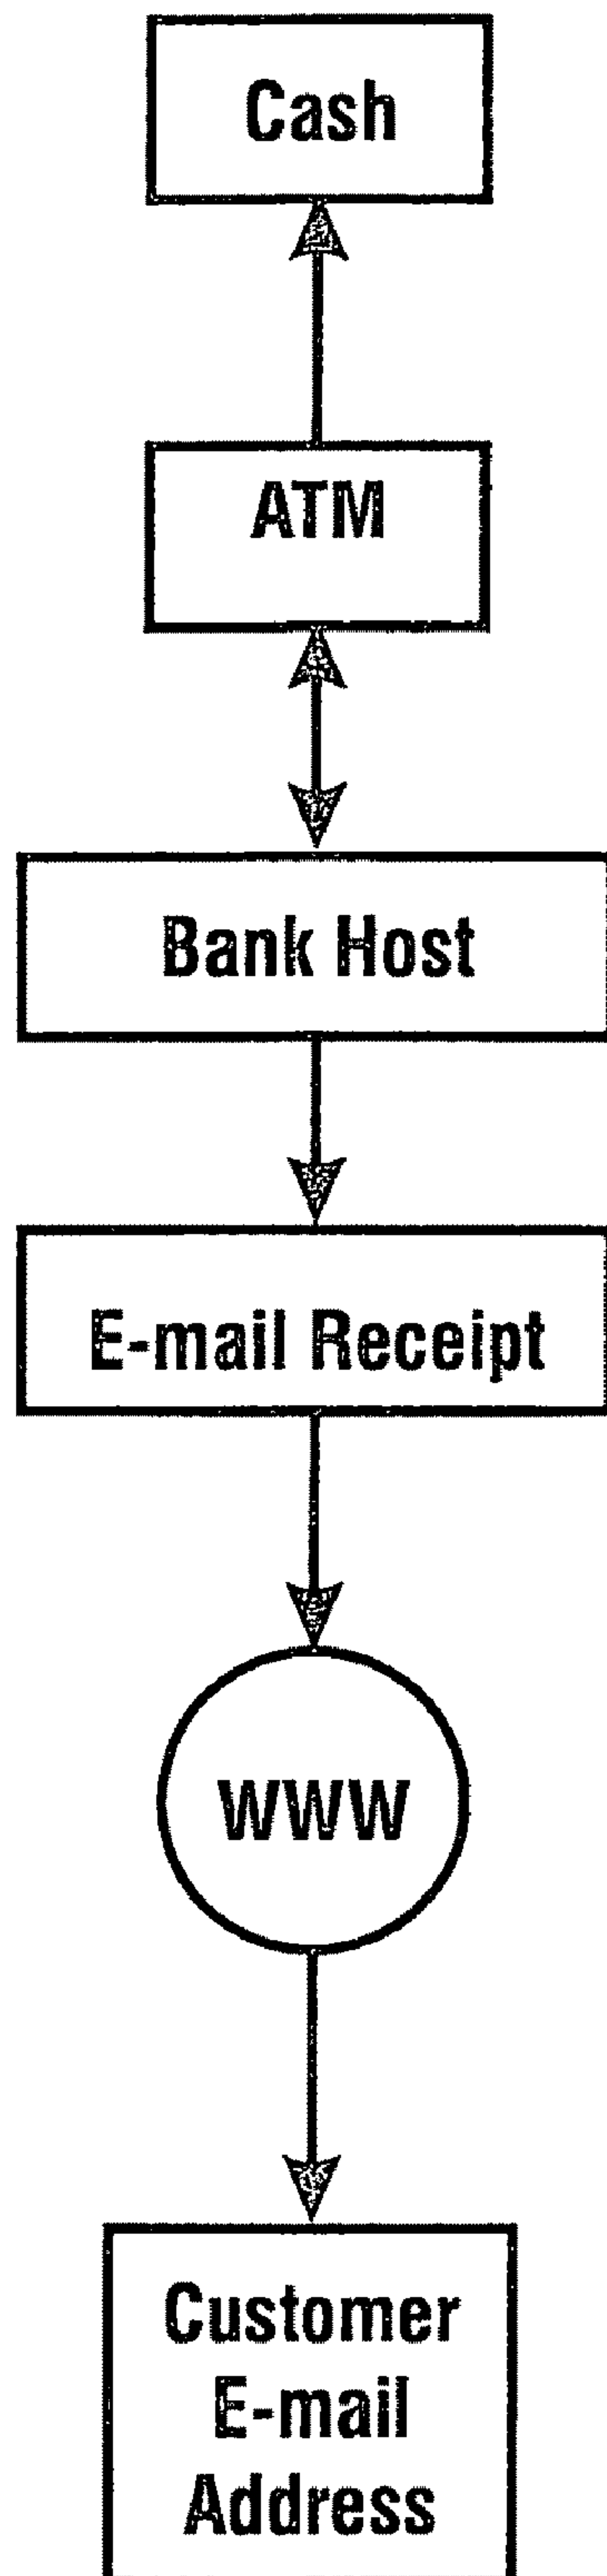 Cash
ATM
Bank Host
E-mail Receipt
WWW
Customer
E-mail
Address